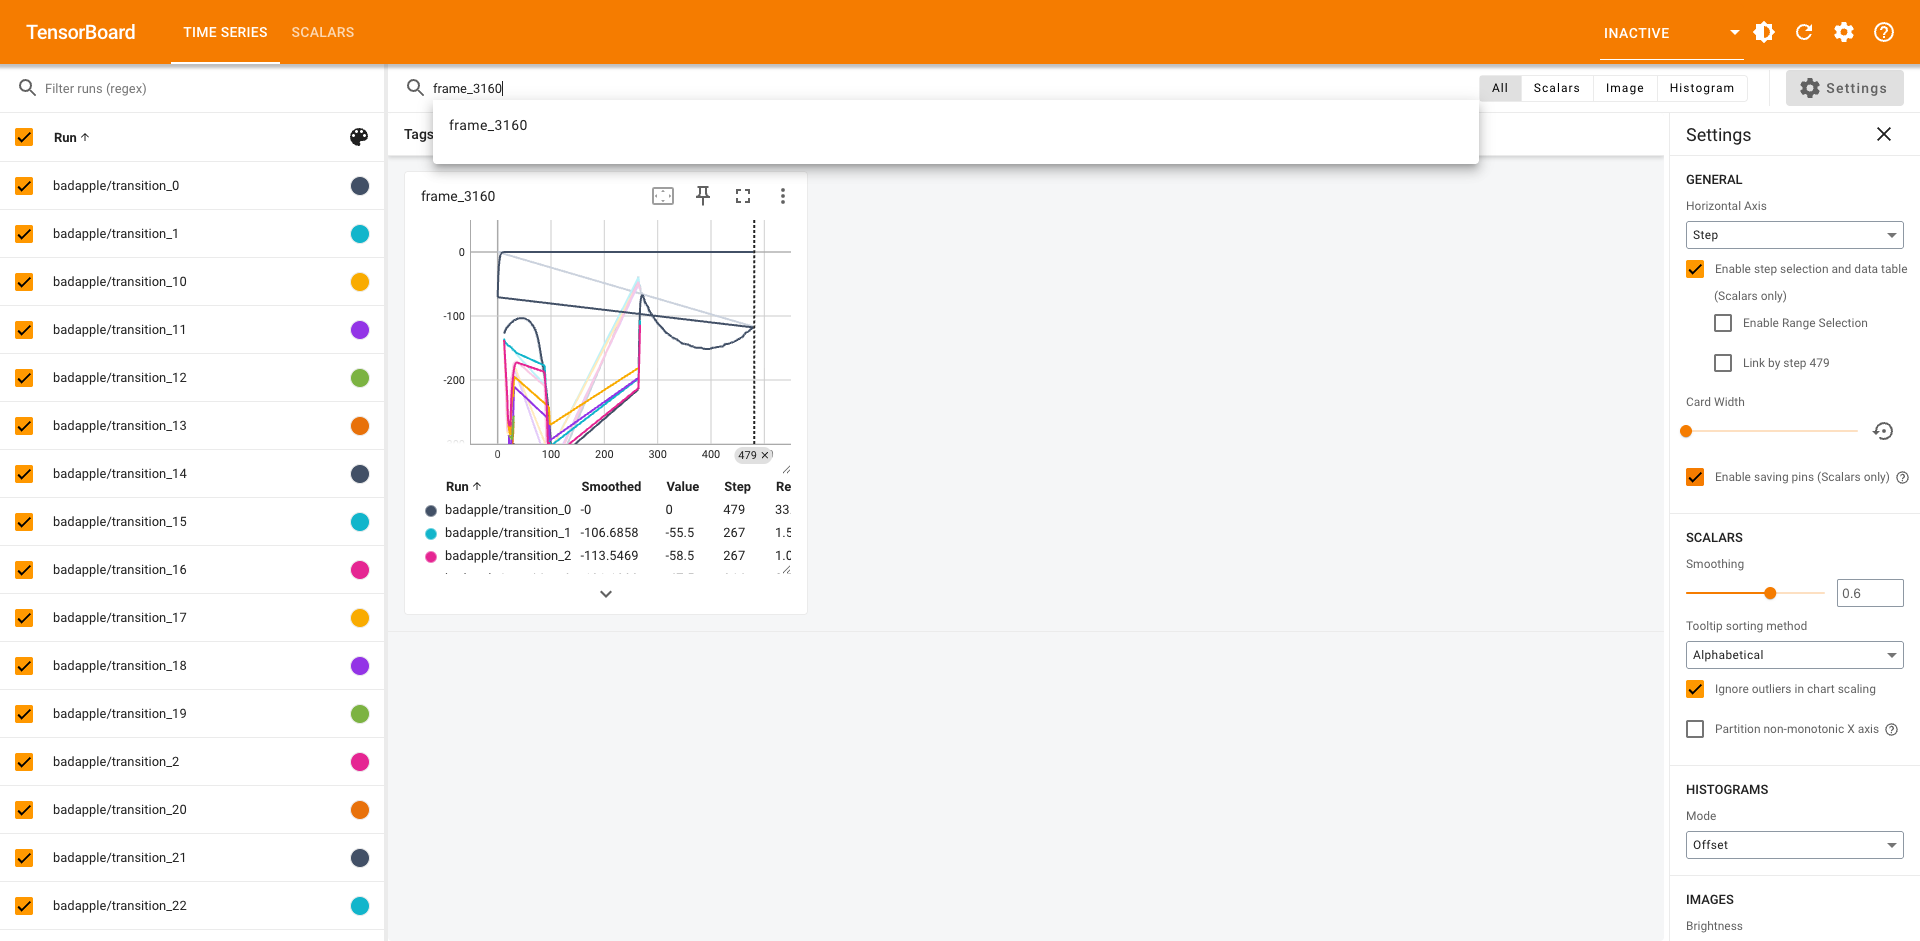 TensorBoard
TIME SERIES
SCALARS
INACTIVE
Filter runs (regex)
frame_3160
All
Scalars
Image
Histogram
Settings
frame_3160
Run
Tags
Settings
badapple/transition_0
badapple/transition_1
badapple/transition_10
badapple/transition_11
badapple/transition_12
badapple/transition_13
badapple/transition_14
badapple/transition_15
badapple/transition_16
badapple/transition_17
badapple/transition_18
badapple/transition_19
badapple/transition_2
badapple/transition_20
badapple/transition_21
badapple/transition_22
frame_3160
0
-100
-200
0
100
200
300
400
479
Run Smoothed Value Step Re
badapple/transition_0 -0 0 479 33.
badapple/transition_1 -106.6858 -55.5 267 1.5
badapple/transition_2 -113.5469 -58.5 267 1.0
GENERAL
Horizontal Axis
Step
Enable step selection and data table
(Scalars only)
Enable Range Selection
Link by step 479
Card Width
Enable saving pins (Scalars only)
SCALARS
Smoothing
0.6
Tooltip sorting method
Alphabetical
Ignore outliers in chart scaling
Partition non-monotonic X axis
HISTOGRAMS
Mode
Offset
IMAGES
Brightness